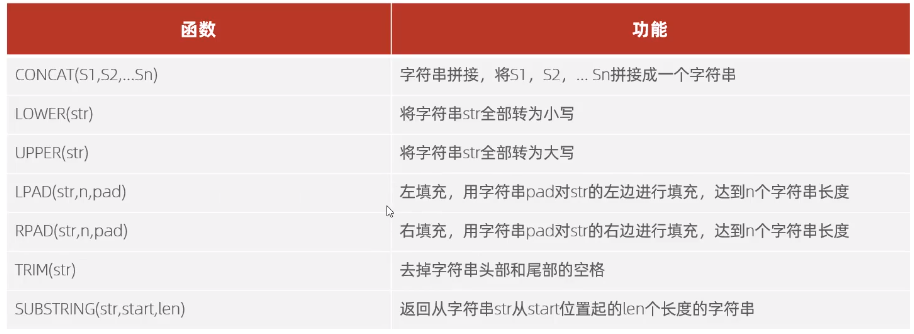 函数 功能
CONCAT(S1,S2,...Sn) 字符串拼接，将S1，S2，... Sn拼接成一个字符串
LOWER(str) 将字符串str全部转为小写
UPPER(str) 将字符串str全部转为大写
LPAD(str,n,pad) 左填充，用字符串pad对str的左边进行填充，达到n个字符串长度
RPAD(str,n,pad) 右填充，用字符串pad对str的右边进行填充，达到n个字符串长度
TRIM(str) 去掉字符串头部和尾部的空格
SUBSTRING(str,start,len) 返回从字符串str从start位置起的len个长度的字符串